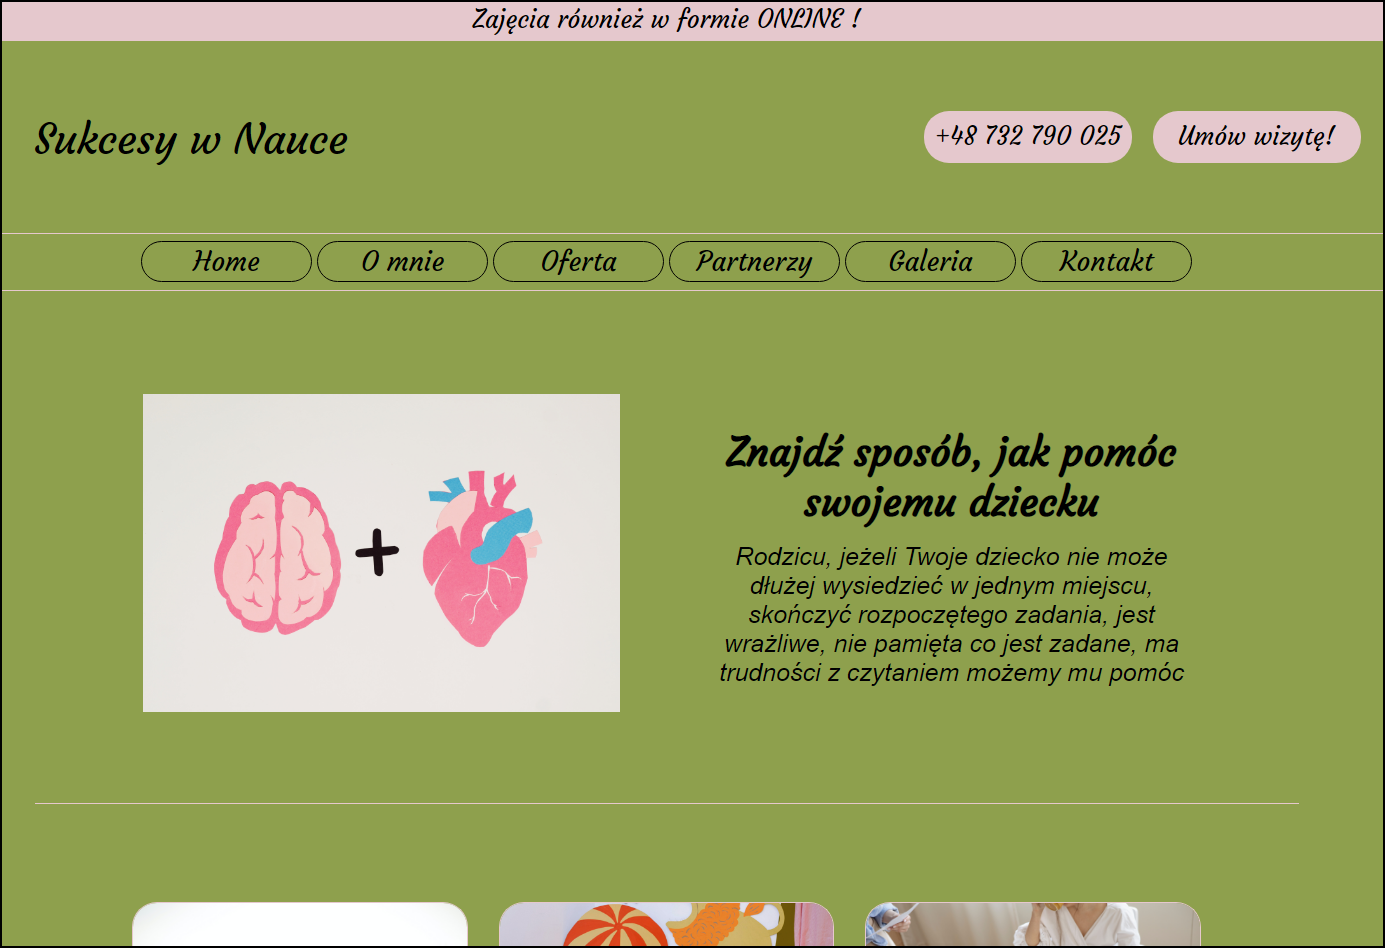 Zajęcia również w formie ONLINE !
Sukcesy w Nauce
+48 732 790 025
Umów wizytę!
Home
O mnie
Oferta
Partnerzy
Galeria
Kontakt
Znajdź sposób, jak pomóc
swojemu dziecku
Rodzicu, jeżeli Twoje dziecko nie może
dłużej wysiedzieć w jednym miejscu,
skończyć rozpoczętego zadania, jest
wrażliwe, nie pamięta co jest zadane, ma
trudności z czytaniem możemy mu pomóc